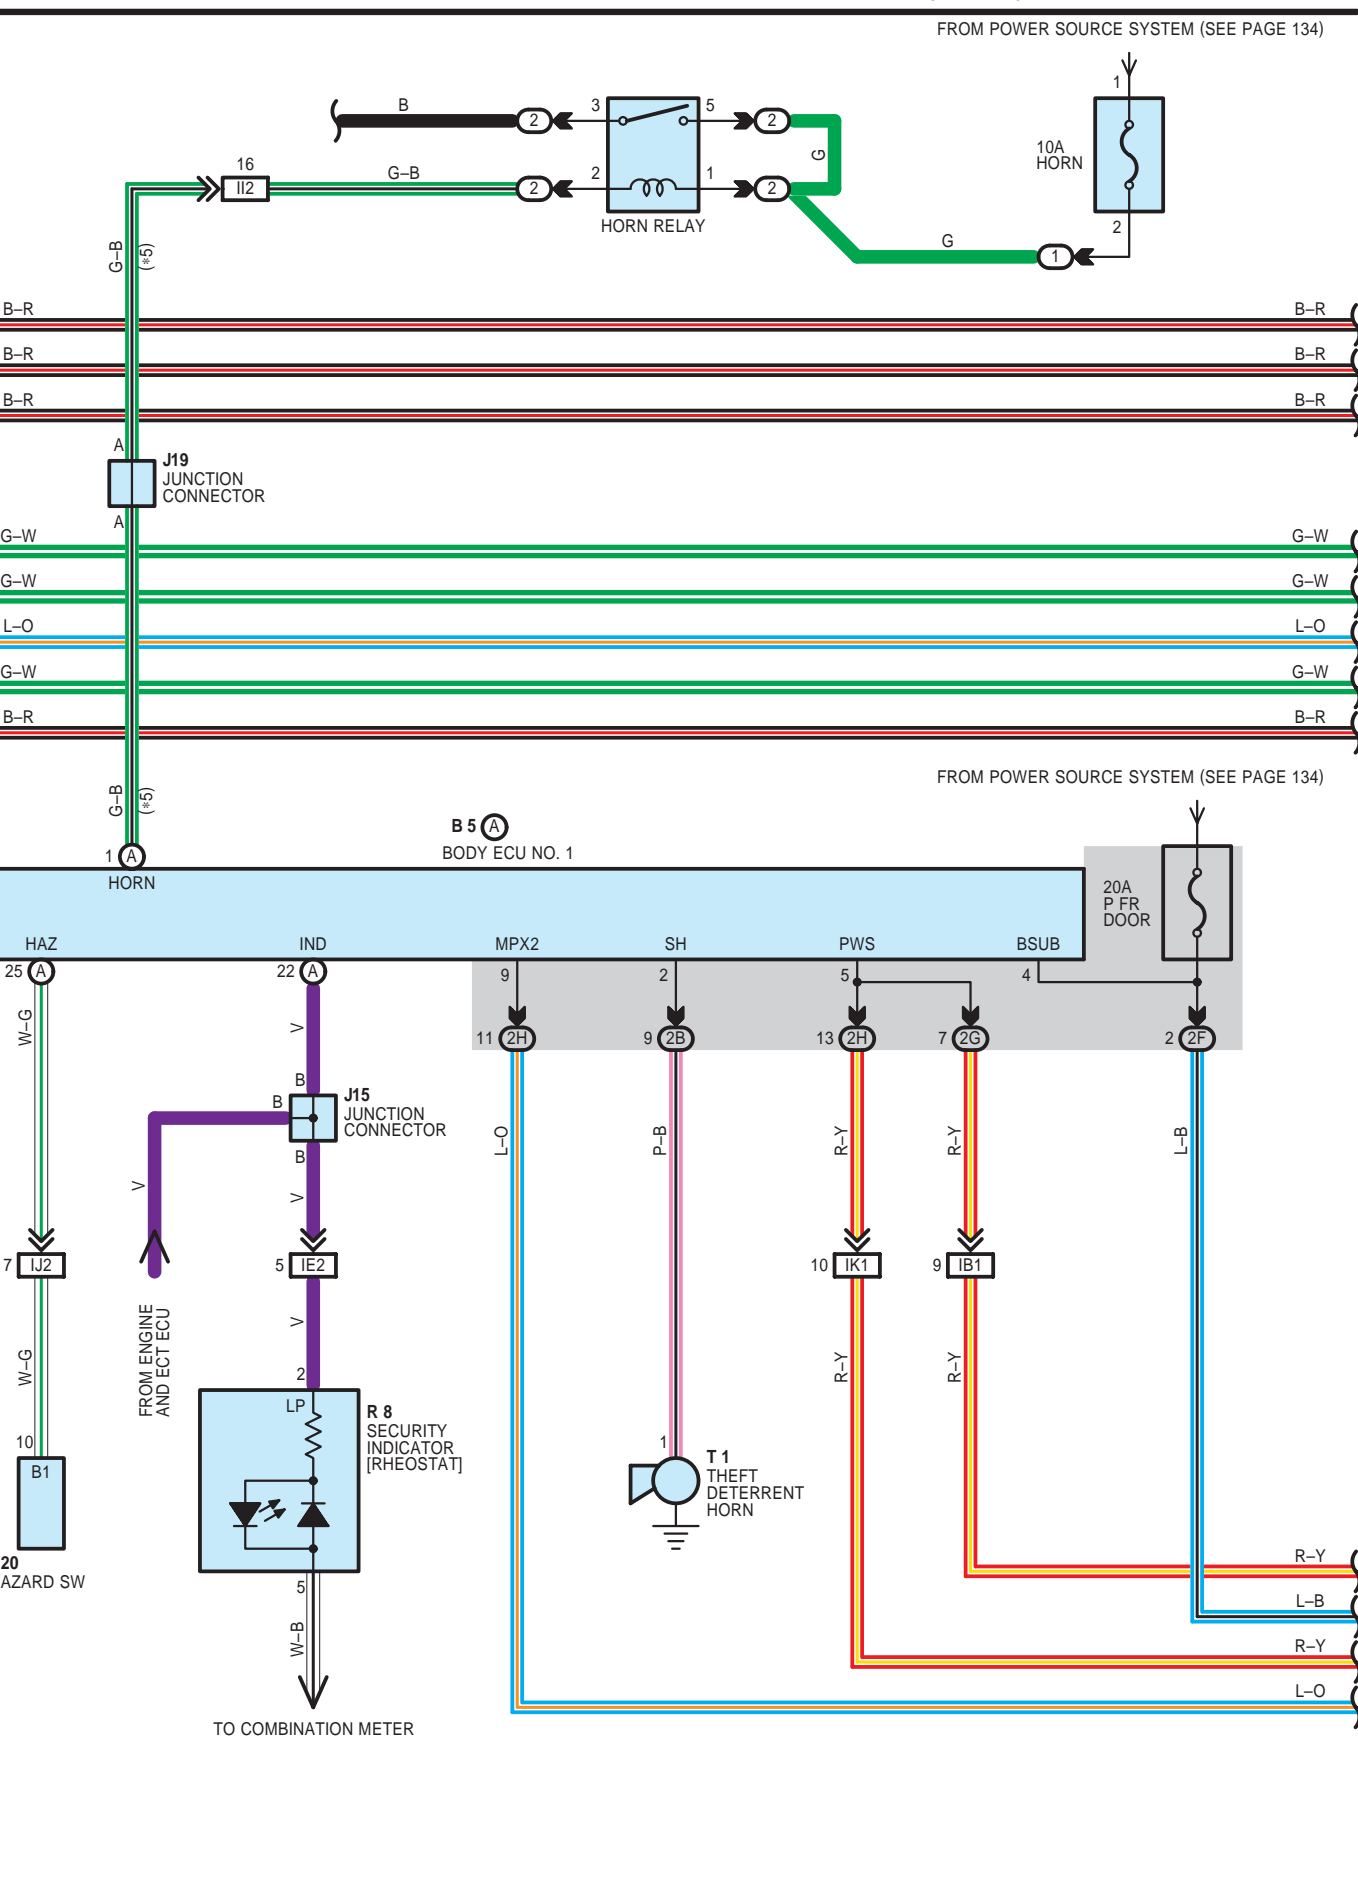 FROM POWER SOURCE SYSTEM (SEE PAGE 134)
1
B
2
3
5
2
10A
HORN
G
16
II2
G–B
2
2
1
2
2
HORN RELAY
G
1
G–B
(*5)
B–R
B–R
B–R
B–R
B–R
B–R
A
J19
JUNCTION
CONNECTOR
A
G–W
G–W
G–W
G–W
L–O
L–O
G–W
G–W
B–R
B–R
FROM POWER SOURCE SYSTEM (SEE PAGE 134)
G–B
(*5)
B 5 A
BODY ECU NO. 1
1 A
HORN
20A
P FR
DOOR
HAZ
IND
MPX2
SH
PWS
BSUB
25 A
22 A
9
2
5
4
W–G
V
11 2H
9 2B
13 2H
7 2G
2 2F
B
B
J15
JUNCTION
CONNECTOR
B
V
V
L–O
P–B
R–Y
R–Y
L–B
7 IJ2
5 IE2
10 IK1
9 IB1
FROM ENGINE
AND ECT ECU
V
W–G
R–Y
R–Y
2
LP
R 8
SECURITY
INDICATOR
[RHEOSTAT]
10
B1
1
T 1
THEFT
DETERRENT
HORN
20
AZARD SW
5
W–B
R–Y
L–B
R–Y
L–O
TO COMBINATION METER